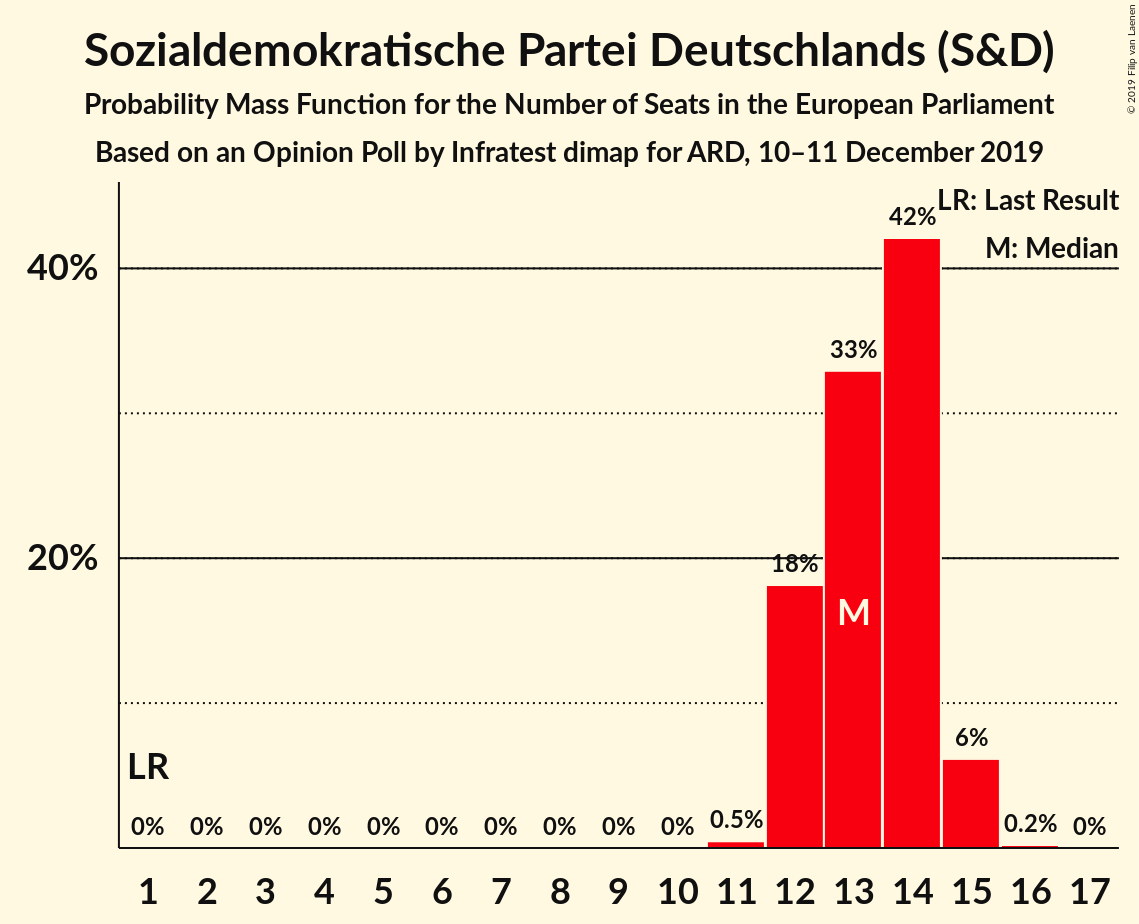 Sozialdemokratische Partei Deutschlands (S&D)
Probability Mass Function for the Number of Seats in the European Parliament
Based on an Opinion Poll by Infratest dimap for ARD, 10–11 December 2019
© 2019 Filip van Laenen
LR: Last Result
M: Median
42%
40%
33%
20%
18%
M
6%
LR
0% 0% 0% 0% 0% 0% 0% 0% 0% 0% 0.5% 0.2% 0%
1 2 3 4 5 6 7 8 9 10 11 12 13 14 15 16 17